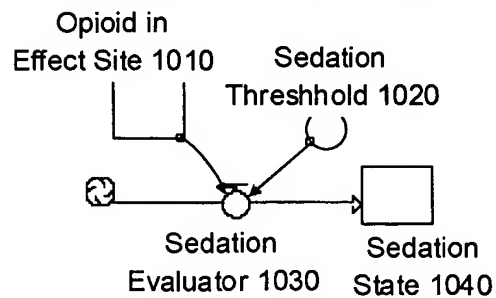 Opioid in
Effect Site 1010
Sedation
Threshhold 1020
Sedation
Evaluator 1030
Sedation
State 1040